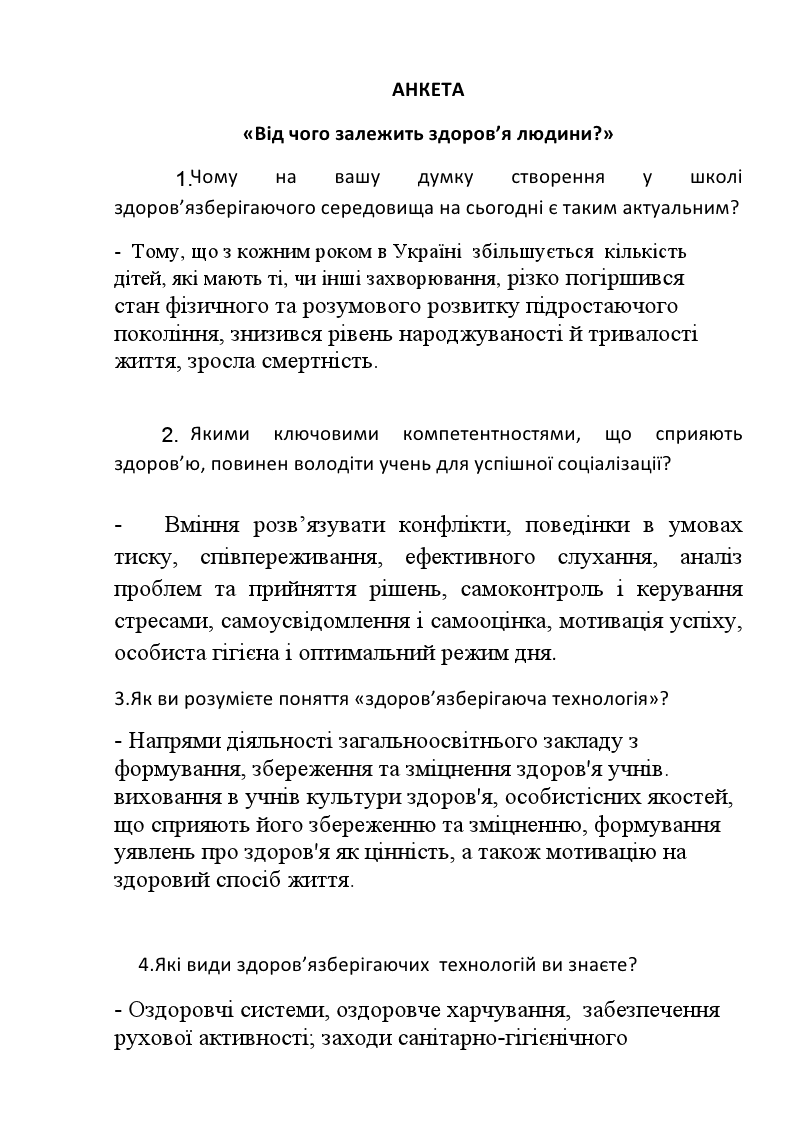 АНКЕТА
«Від чого залежить здоров’я людини?»
1.Чому на вашу думку створення у школі
здоров’язберігаючого середовища на сьогодні є таким актуальним?
- Тому, що з кожним роком в Україні збільшується кількість
дітей, які мають ті, чи інші захворювання, різко погіршився
стан фізичного та розумового розвитку підростаючого
покоління, знизився рівень народжуваності й тривалості
життя, зросла смертність.
2. Якими ключовими компетентностями, що сприяють
здоров’ю, повинен володіти учень для успішної соціалізації?
- Вміння розв’язувати конфлікти, поведінки в умовах
тиску, співпереживання, ефективного слухання, аналіз
проблем та прийняття рішень, самоконтроль і керування
стресами, самоусвідомлення і самооцінка, мотивація успіху,
особиста гігієна і оптимальний режим дня.
3.Як ви розумієте поняття «здоров’язберігаюча технологія»?
- Напрями діяльності загальноосвітнього закладу з
формування, збереження та зміцнення здоров'я учнів.
виховання в учнів культури здоров'я, особистісних якостей,
що сприяють його збереженню та зміцненню, формування
уявлень про здоров'я як цінність, а також мотивацію на
здоровий спосіб життя.
4.Які види здоров’язберігаючих технологій ви знаєте?
- Оздоровчі системи, оздоровче харчування, забезпечення
рухової активності; заходи санітарно-гігієнічного